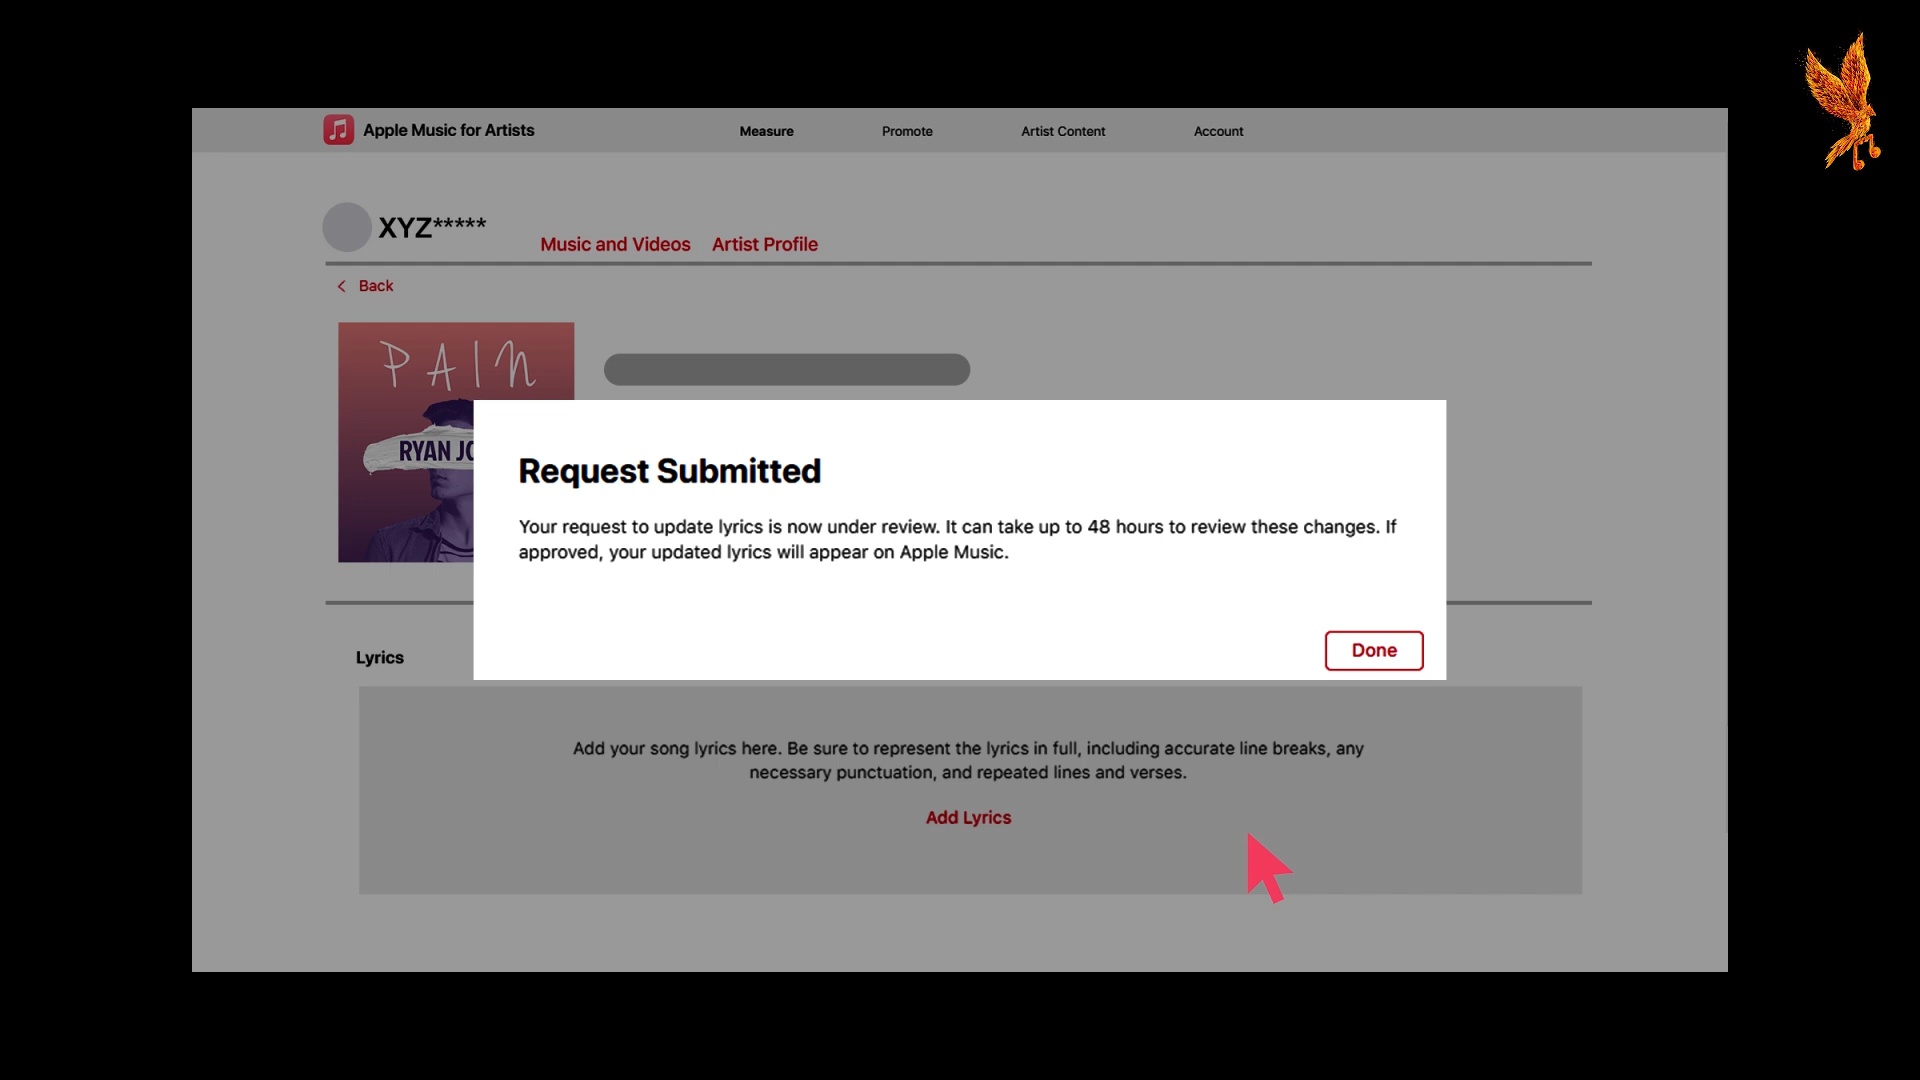 Apple Music for Artists
Measure
Promote
Artist Content
Account
XYZ*****
Music and Videos
Artist Profile
Back
PAIN
RYAN
Request Submitted
Your request to update lyrics is now under review. It can take up to 48 hours to review these changes. If
approved, your updated lyrics will appear on Apple Music.
Done
Lyrics
Add your song lyrics here. Be sure to represent the lyrics in full, including accurate line breaks, any
necessary punctuation, and repeated lines and verses.
Add Lyrics